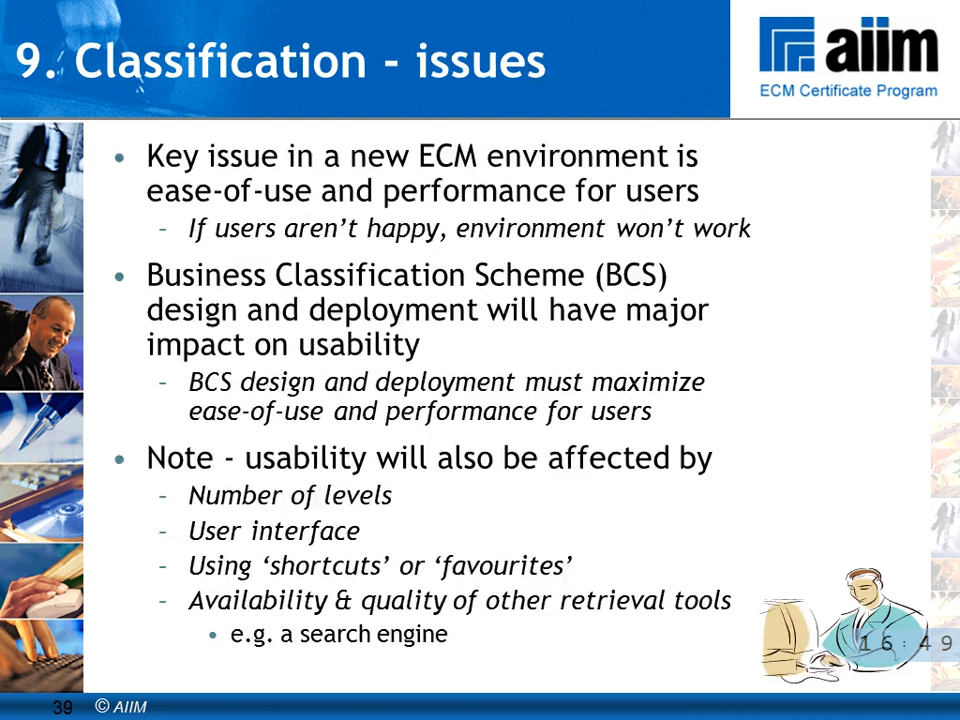 9. Classification - issues
aiim
ECM Certificate Program
• Key issue in a new ECM environment is
ease-of-use and performance for users
– If users aren’t happy, environment won’t work
• Business Classification Scheme (BCS)
design and deployment will have major
impact on usability
– BCS design and deployment must maximize
ease-of-use and performance for users
• Note - usability will also be affected by
– Number of levels
– User interface
– Using ‘shortcuts’ or ‘favourites’
– Availability & quality of other retrieval tools
• e.g. a search engine
16:49
39 © AIIM